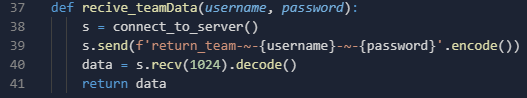 37 def recive_teamData(username, password):
38     s = connect_to_server()
39     s.send(f'return_team-~-{username}-~-{password}'.encode())
40     data = s.recv(1024).decode()
41     return data